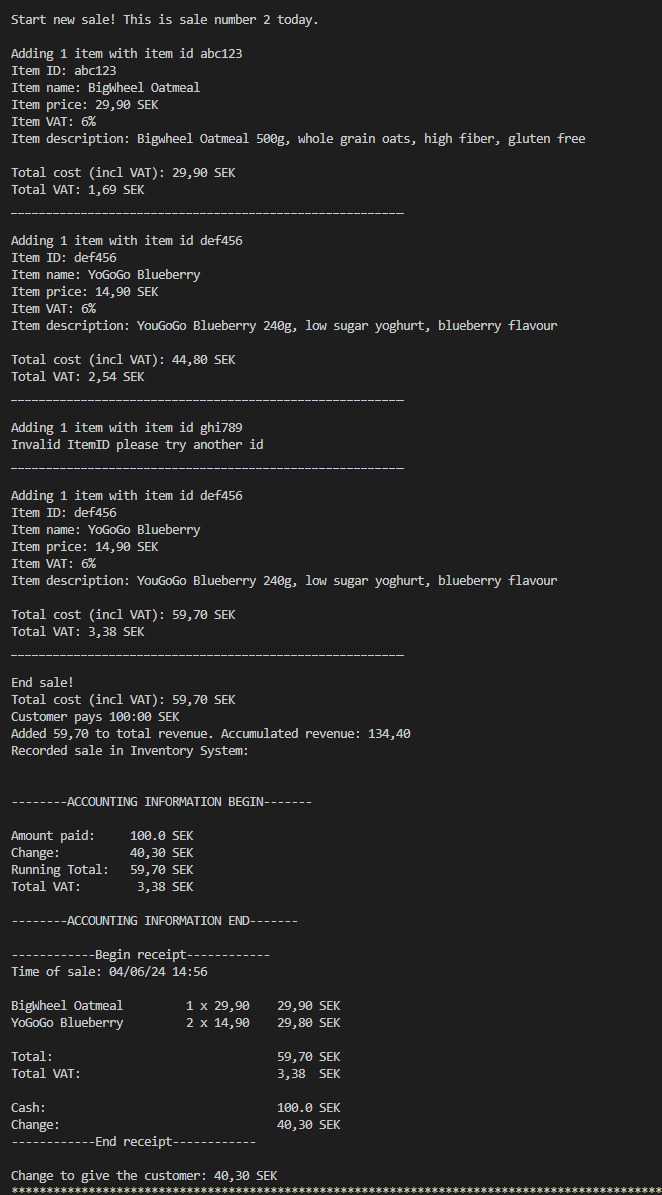 Start new sale! This is sale number 2 today.
Adding 1 item with item id abc123
Item ID: abc123
Item name: BigWheel Oatmeal
Item price: 29,90 SEK
Item VAT: 6%
Item description: Bigwheel Oatmeal 500g, whole grain oats, high fiber, gluten free
Total cost (incl VAT): 29,90 SEK
Total VAT: 1,69 SEK
________________________________________________________
Adding 1 item with item id def456
Item ID: def456
Item name: YoGoGo Blueberry
Item price: 14,90 SEK
Item VAT: 6%
Item description: YouGoGo Blueberry 240g, low sugar yoghurt, blueberry flavour
Total cost (incl VAT): 44,80 SEK
Total VAT: 2,54 SEK
________________________________________________________
Adding 1 item with item id ghi789
Invalid ItemID please try another id
________________________________________________________
Adding 1 item with item id def456
Item ID: def456
Item name: YoGoGo Blueberry
Item price: 14,90 SEK
Item VAT: 6%
Item description: YouGoGo Blueberry 240g, low sugar yoghurt, blueberry flavour
Total cost (incl VAT): 59,70 SEK
Total VAT: 3,38 SEK
________________________________________________________
End sale!
Total cost (incl VAT): 59,70 SEK
Customer pays 100:00 SEK
Added 59,70 to total revenue. Accumulated revenue: 134,40
Recorded sale in Inventory System:
--------ACCOUNTING INFORMATION BEGIN-------
Amount paid:     100.0 SEK
Change:          40,30 SEK
Running Total:   59,70 SEK
Total VAT:        3,38 SEK
--------ACCOUNTING INFORMATION END-------
------------Begin receipt------------
Time of sale: 04/06/24 14:56
BigWheel Oatmeal         1 x 29,90    29,90 SEK
YoGoGo Blueberry         2 x 14,90    29,80 SEK
Total:                                59,70 SEK
Total VAT:                            3,38  SEK
Cash:                                 100.0 SEK
Change:                               40,30 SEK
------------End receipt------------
Change to give the customer: 40,30 SEK
*********************************************************************************************